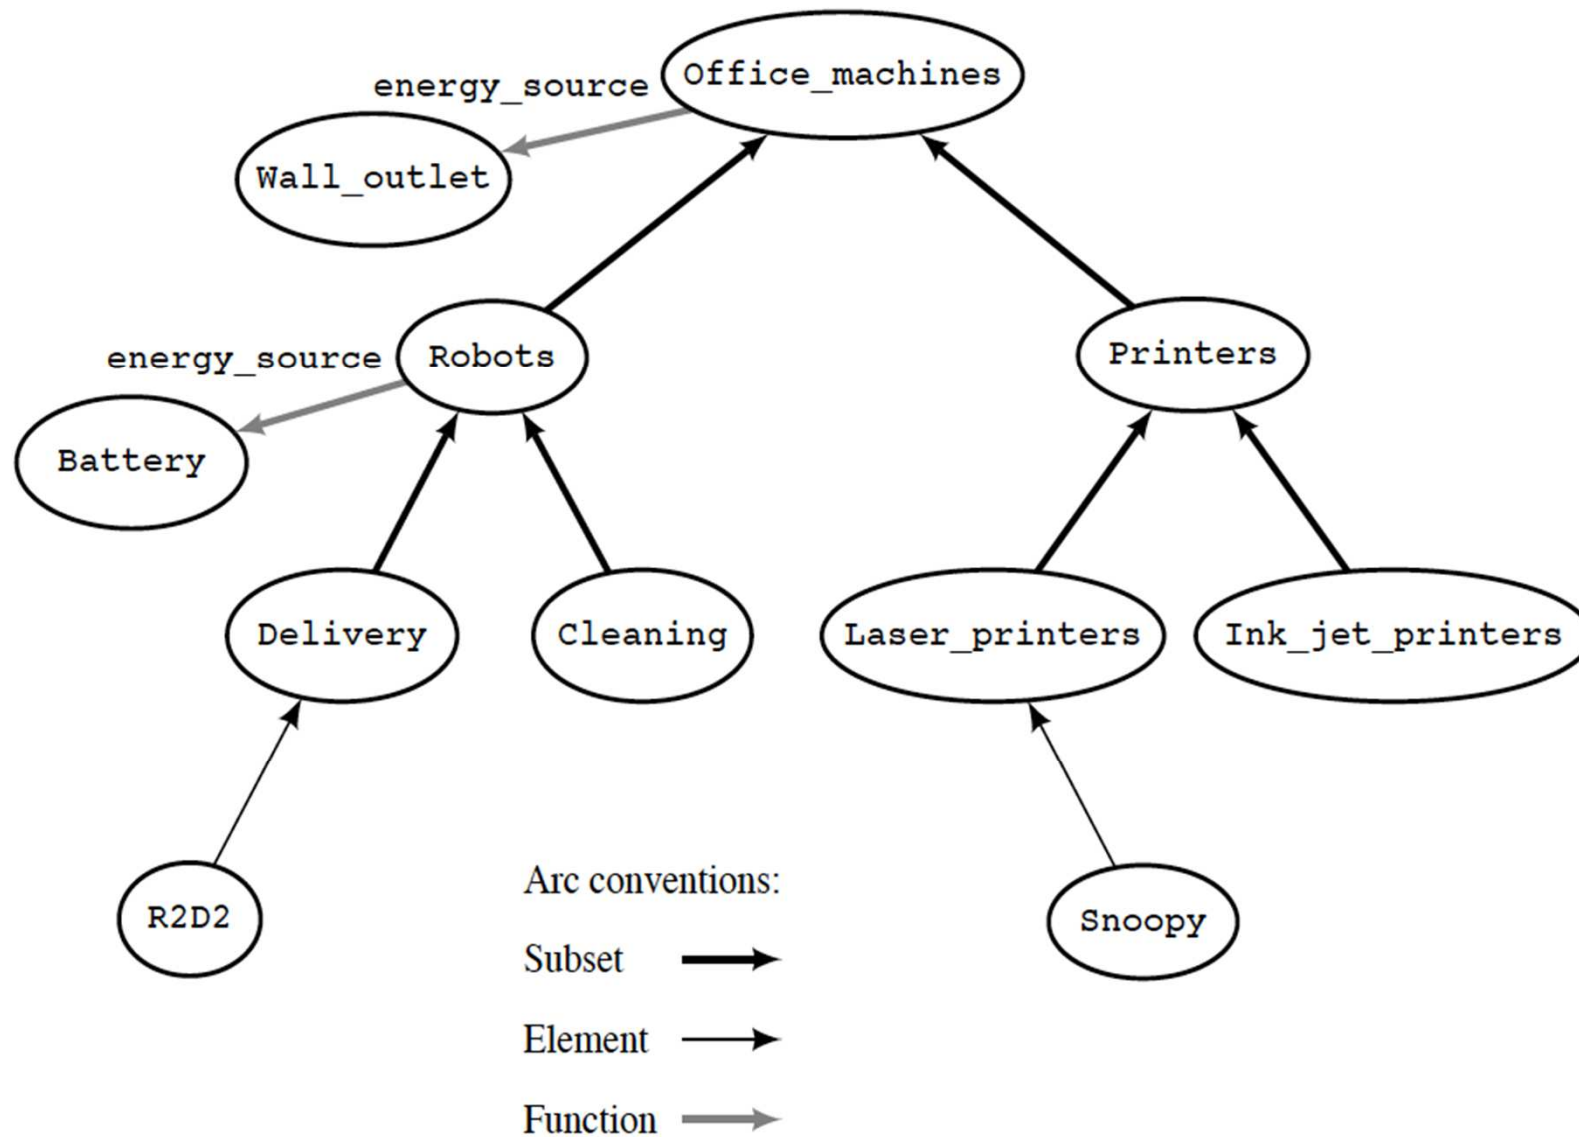 Office_machines
energy_source
Wall_outlet
energy_source
Robots
Printers
Battery
Delivery
Cleaning
Laser_printers
Ink_jet_printers
R2D2
Snoopy
Arc conventions:
Subset
Element
Function